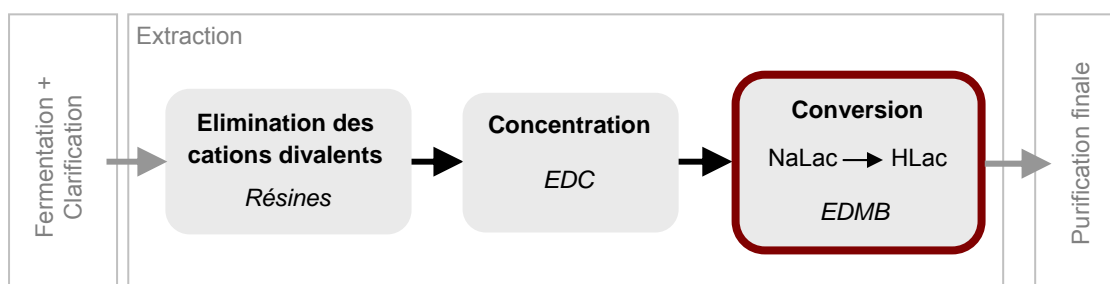 Fermentation +
Clarification
Extraction
Elimination des
cations divalents
Résines
Concentration
EDC
Conversion
NaLac → HLac
EDMB
Purification finale